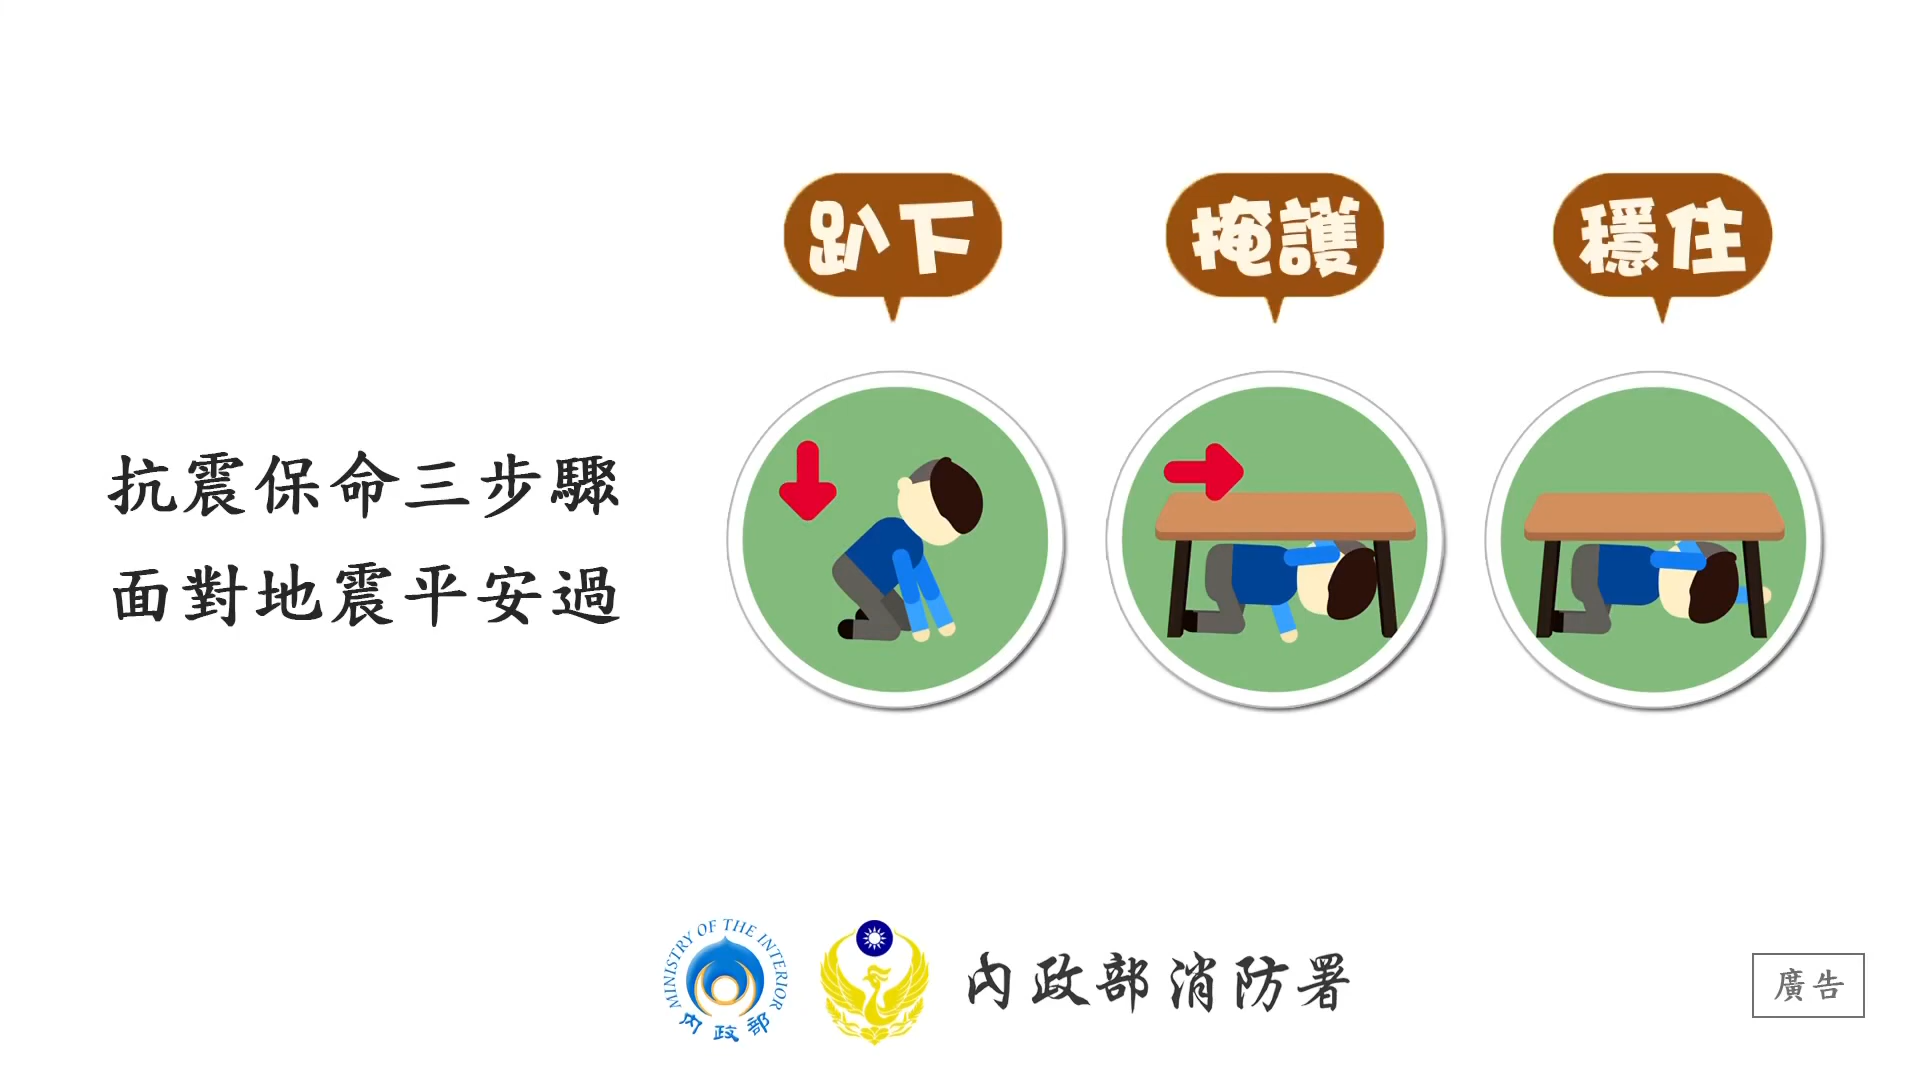 趴下
掩護
穩住
抗震保命三步驟
面對地震平安過
MINISTRY OF THE INTERIOR
內政部
內政部消防署
廣告